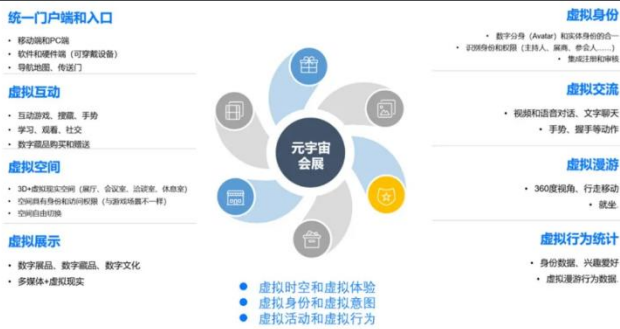 统一门户端和入口
• 移动端和PC端
• 软件和硬件端（可穿戴设备）
• 导航地图、传送门
虚拟互动
• 互动游戏、搜藏、手势
• 学习、观看、社交
• 数字藏品购买和赠送
虚拟空间
• 3D+虚拟现实空间（展厅、会议室、洽谈室、休息室）
• 空间具有身份和访问权限（与游戏场景不一样）
• 空间自由切换
虚拟展示
• 数字展品、数字藏品、数字文化
• 多媒体+虚拟现实
元宇宙
会展
虚拟身份
• 数字分身（Avatar）和实体身份的合一
• 识别身份和权限（主持人、展商、参会人……）
• 集成注册和审核
虚拟交流
• 视频和语音对话、文字聊天
• 手势、握手等动作
虚拟漫游
• 360度视角、行走移动
• 就坐
虚拟行为统计
• 身份数据、兴趣爱好
• 虚拟漫游行为数据
● 虚拟时空和虚拟体验
● 虚拟身份和虚拟意图
● 虚拟活动和虚拟行为